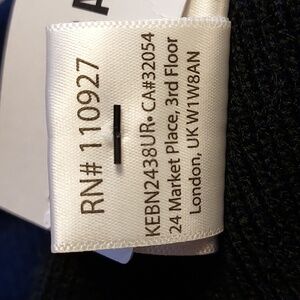 RN# 110927
KEBN2438UR• CA#32054
24 Market Place, 3rd Floor
London, UK W1W8AN